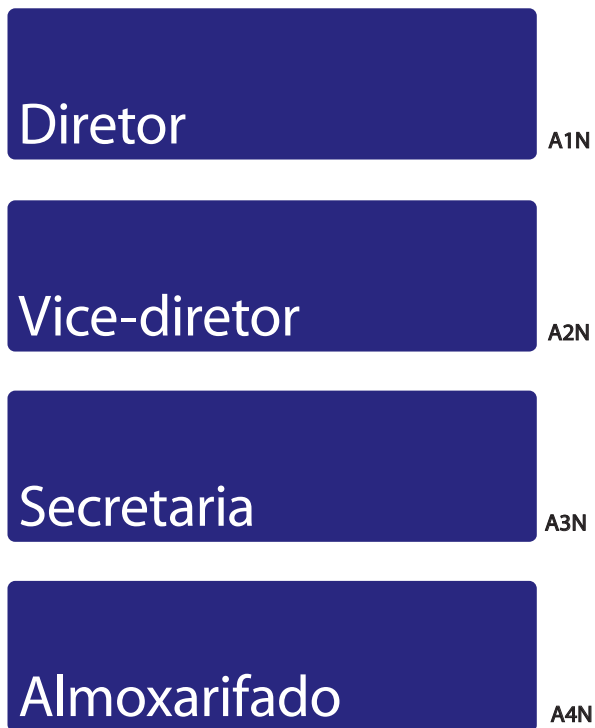 Diretor
A1N
Vice-diretor
A2N
Secretaria
A3N
Almoxarifado
A4N